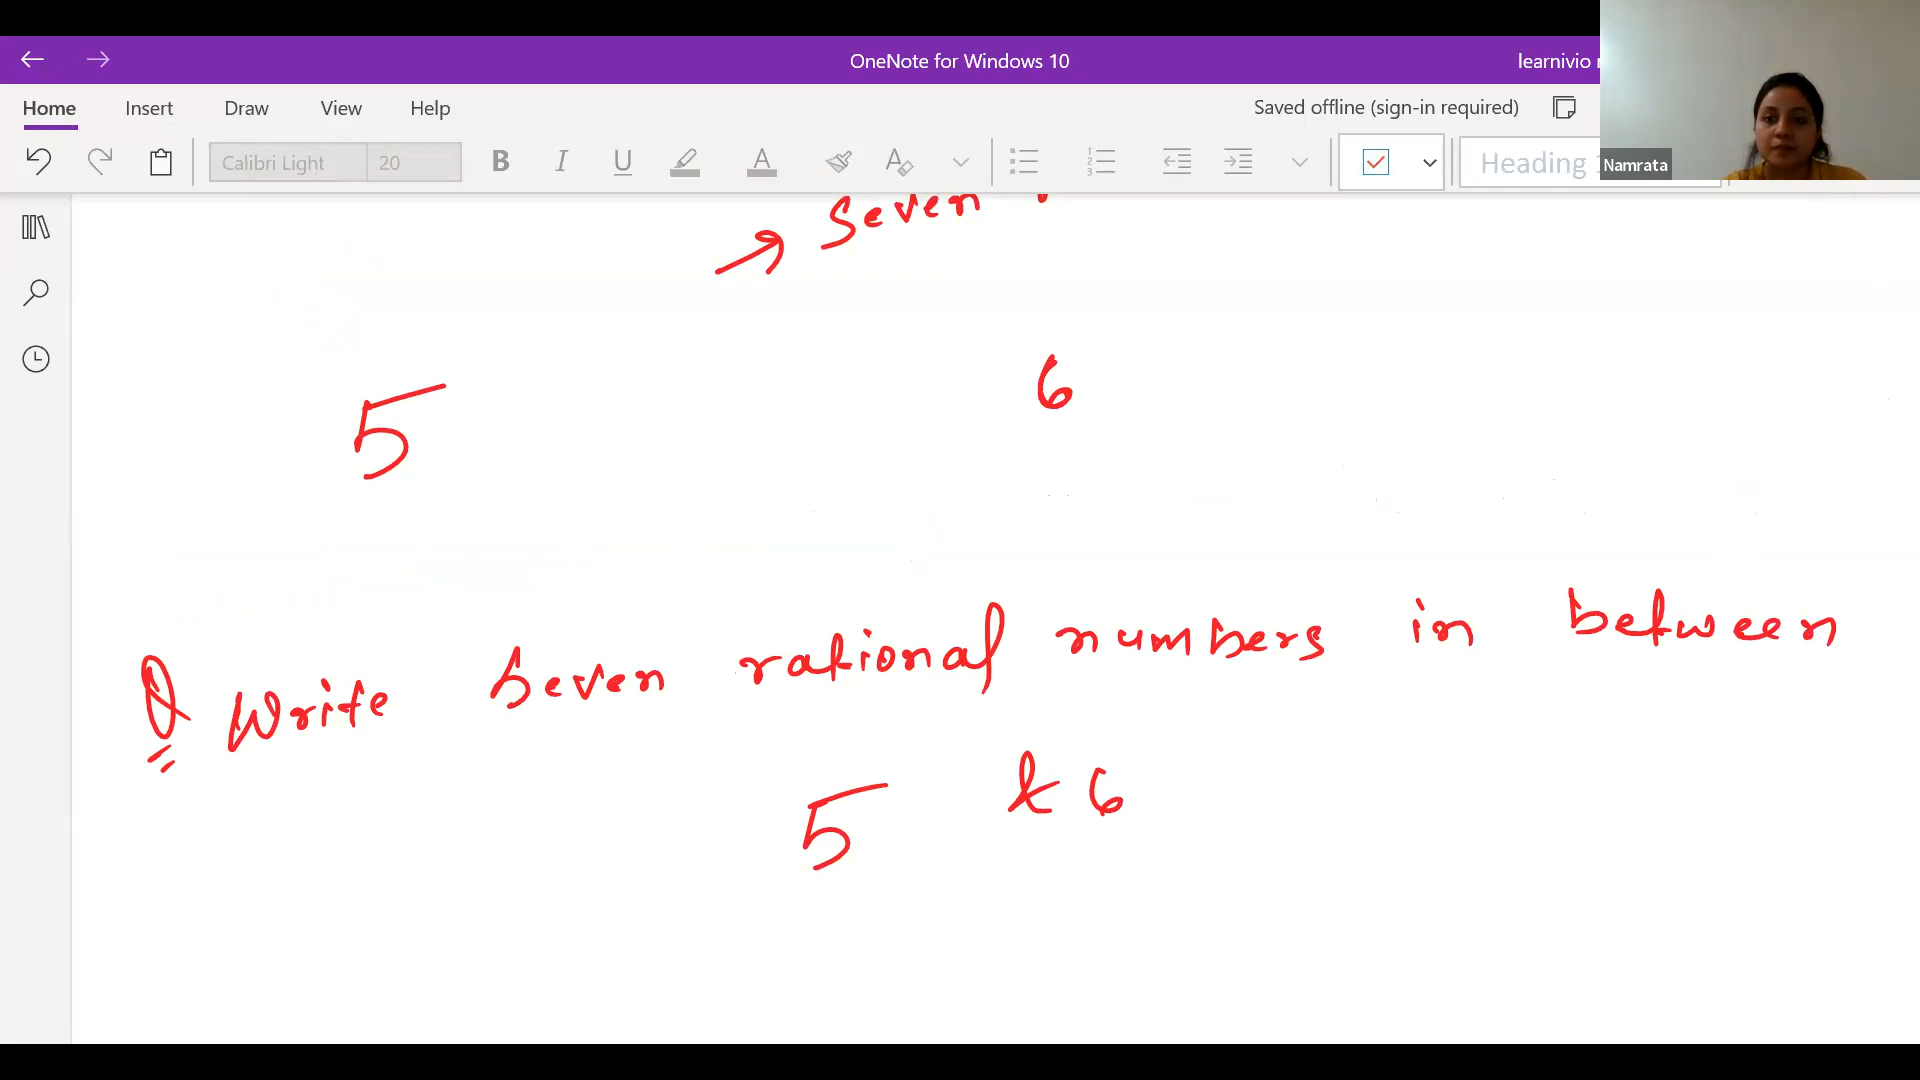 OneNote for Windows 10
learnivio
Home Insert Draw View Help
Saved offline (sign-in required)
Calibri Light 20
B I U A A
Heading
Namrata
→ Seven
5 6
Q Write seven rational numbers in between
5 & 6